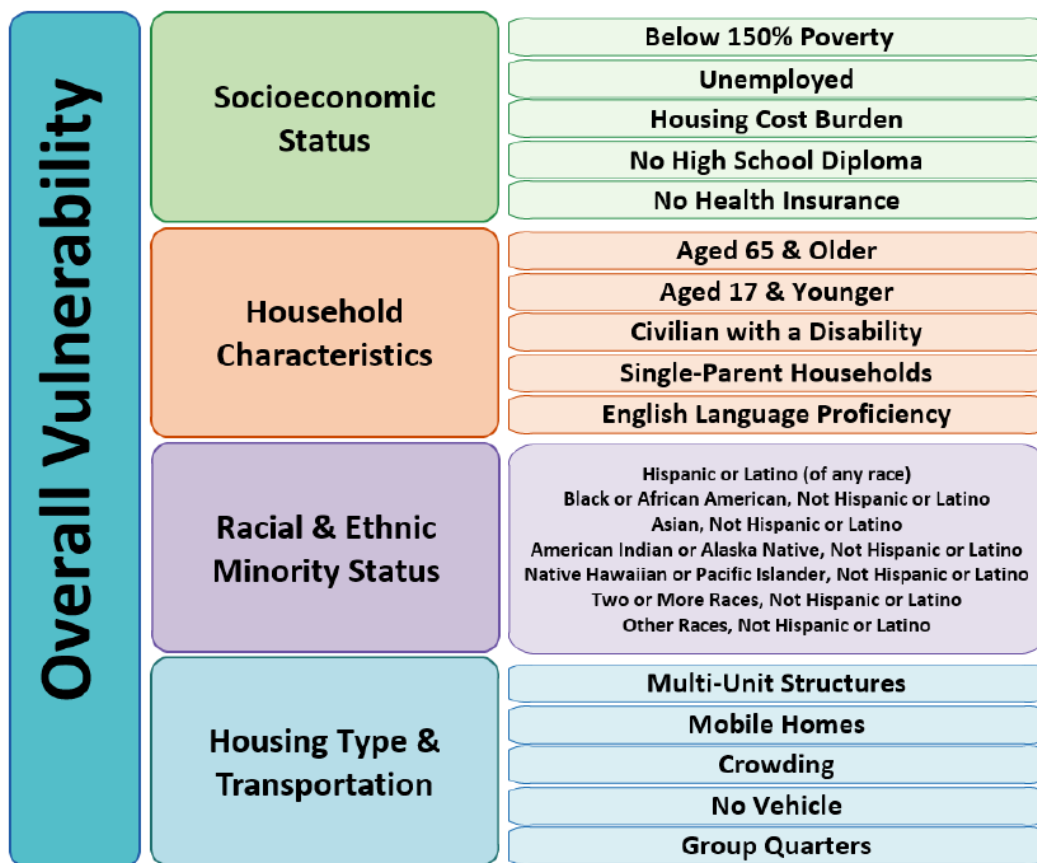 Overall Vulnerability
Socioeconomic
Status
Below 150% Poverty
Unemployed
Housing Cost Burden
No High School Diploma
No Health Insurance
Household
Characteristics
Aged 65 & Older
Aged 17 & Younger
Civilian with a Disability
Single-Parent Households
English Language Proficiency
Racial & Ethnic
Minority Status
Hispanic or Latino (of any race)
Black or African American, Not Hispanic or Latino
Asian, Not Hispanic or Latino
American Indian or Alaska Native, Not Hispanic or Latino
Native Hawaiian or Pacific Islander, Not Hispanic or Latino
Two or More Races, Not Hispanic or Latino
Other Races, Not Hispanic or Latino
Housing Type &
Transportation
Multi-Unit Structures
Mobile Homes
Crowding
No Vehicle
Group Quarters